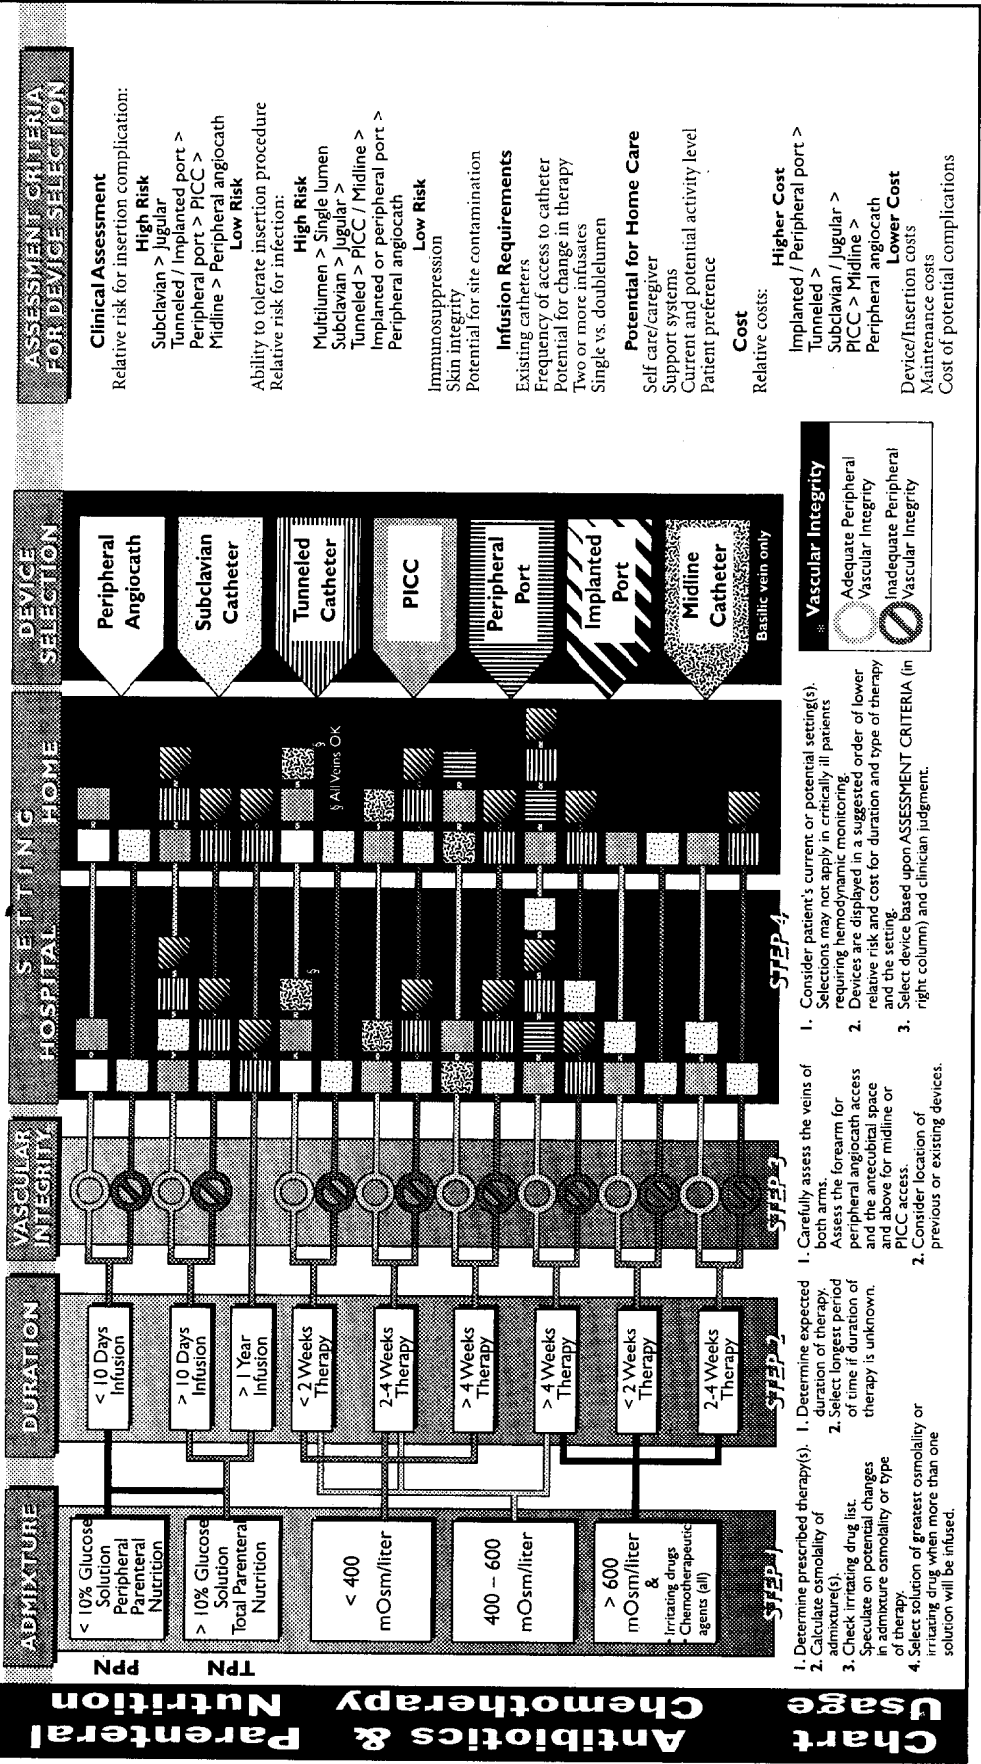 Parenteral
Nutrition
Antibiotics &
Chemotherapy
Chart
Usage
PPN
TPN
ADMIXTURE
< 10% Glucose
Solution
Peripheral
Parenteral
Nutrition
> 10% Glucose
Solution
Total Parenteral
Nutrition
< 400
mOsm/liter
400 – 600
mOsm/liter
> 600
mOsm/liter
&
• Irritating drugs
• Chemotherapeutic
agents (all)
STEP 1
1. Determine prescribed therapy(s).
2. Calculate osmolality of
admixture(s).
3. Check irritating drug list.
Speculate on potential changes
in admixture osmolality or type
of therapy.
4. Select solution of greatest osmolality or
irritating drug when more than one
solution will be infused.
DURATION
< 10 Days
Infusion
> 10 Days
Infusion
> 1 Year
Infusion
< 2 Weeks
Therapy
2-4 Weeks
Therapy
> 4 Weeks
Therapy
> 4 Weeks
Therapy
< 2 Weeks
Therapy
2-4 Weeks
Therapy
STEP 2
1. Determine expected
duration of therapy.
2. Select longest period
of time if duration of
therapy is unknown.
VASCULAR
INTEGRITY*
STEP 3
1. Carefully assess the veins of
both arms.
Assess the forearm for
peripheral angiocath access
and the antecubital space
and above for midline or
PICC access.
2. Consider location of
previous or existing devices.
SETTING
HOSPITAL
HOME
§
§
§ All Veins OK
STEP 4
1. Consider patient's current or potential setting(s).
Selections may not apply in critically ill patients
requiring hemodynamic monitoring.
2. Devices are displayed in a suggested order of lower
relative risk and cost for duration and type of therapy
and the setting.
3. Select device based upon ASSESSMENT CRITERIA (in
right column) and clinician judgment.
DEVICE
SELECTION
Peripheral
Angiocath
Subclavian
Catheter
Tunneled
Catheter
PICC
Peripheral
Port
Implanted
Port
Midline
Catheter
Basilic vein only
* Vascular Integrity
Adequate Peripheral
Vascular Integrity
Inadequate Peripheral
Vascular Integrity
ASSESSMENT CRITERIA
FOR DEVICE SELECTION
Clinical Assessment
Relative risk for insertion complication:
High Risk
Subclavian > Jugular
Tunneled / Implanted port >
Peripheral port > PICC >
Midline > Peripheral angiocath
Low Risk
Ability to tolerate insertion procedure
Relative risk for infection:
High Risk
Multilumen > Single lumen
Subclavian > Jugular >
Tunneled > PICC / Midline >
Implanted or peripheral port >
Peripheral angiocath
Low Risk
Immunosuppression
Skin integrity
Potential for site contamination
Infusion Requirements
Existing catheters
Frequency of access to catheter
Potential for change in therapy
Two or more infusates
Single vs. doublelumen
Potential for Home Care
Self care/caregiver
Support systems
Current and potential activity level
Patient preference
Cost
Relative costs:
Higher Cost
Implanted / Peripheral port >
Tunneled >
Subclavian / Jugular >
PICC > Midline >
Peripheral angiocath
Lower Cost
Device/Insertion costs
Maintenance costs
Cost of potential complications